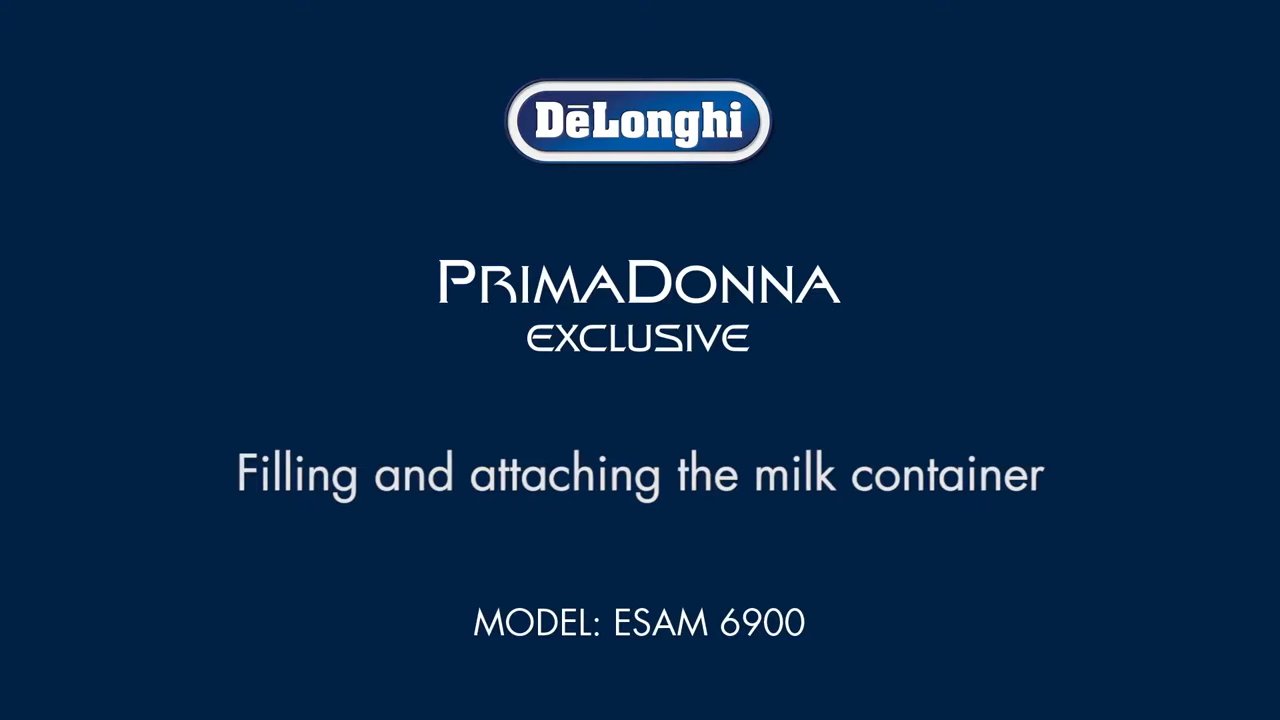 DēLonghi
PRIMADONNA
EXCLUSIVE
Filling and attaching the milk container
MODEL: ESAM 6900